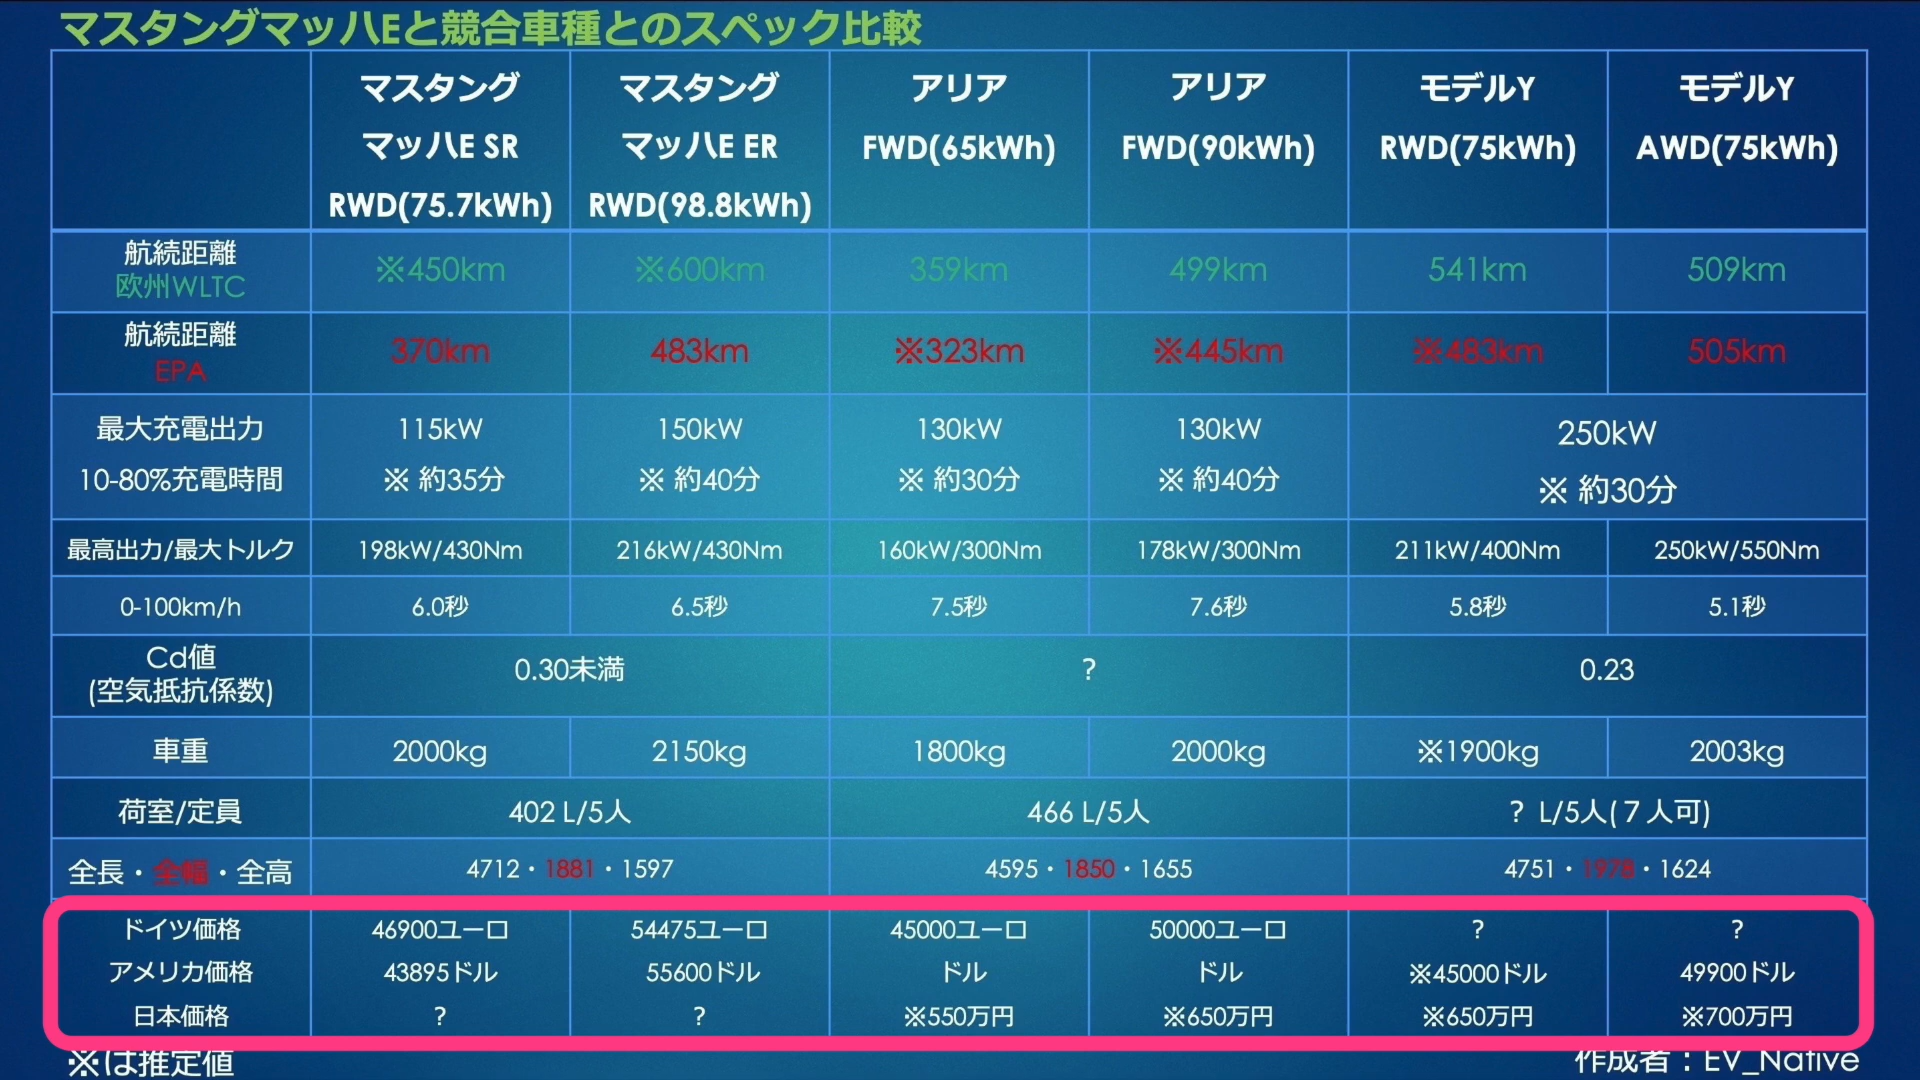 マスタングマッハEと競合車種とのスペック比較
マスタング マスタング アリア アリア モデルY モデルY
マッハE SR マッハE ER FWD(65kWh) FWD(90kWh) RWD(75kWh) AWD(75kWh)
RWD(75.7kWh) RWD(98.8kWh)
航続距離
欧州WLTC ※450km ※600km 359km 499km 541km 509km
航続距離
EPA 370km 483km ※323km ※445km ※483km 505km
最大充電出力 115kW 150kW 130kW 130kW 250kW
10-80%充電時間 ※ 約35分 ※ 約40分 ※ 約30分 ※ 約40分 ※ 約30分
最高出力/最大トルク 198kW/430Nm 216kW/430Nm 160kW/300Nm 178kW/300Nm 211kW/400Nm 250kW/550Nm
0-100km/h 6.0秒 6.5秒 7.5秒 7.6秒 5.8秒 5.1秒
Cd値
(空気抵抗係数) 0.30未満 ? 0.23
車重 2000kg 2150kg 1800kg 2000kg ※1900kg 2003kg
荷室/定員 402 L/5人 466 L/5人 ? L/5人(７人可)
全長・全幅・全高 4712・1881・1597 4595・1850・1655 4751・1978・1624
ドイツ価格 46900ユーロ 54475ユーロ 45000ユーロ 50000ユーロ ? ?
アメリカ価格 43895ドル 55600ドル ドル ドル ※45000ドル 49900ドル
日本価格 ? ? ※550万円 ※650万円 ※650万円 ※700万円
※は推定値 作成者：EV_Native